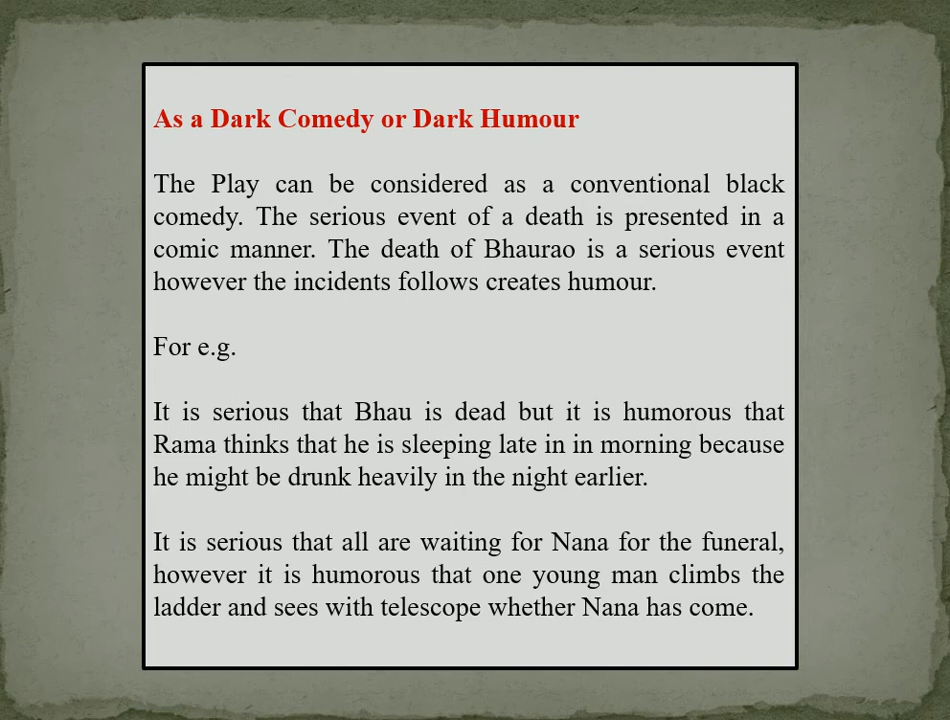 As a Dark Comedy or Dark Humour
The Play can be considered as a conventional black
comedy. The serious event of a death is presented in a
comic manner. The death of Bhaurao is a serious event
however the incidents follows creates humour.
For e.g.
It is serious that Bhau is dead but it is humorous that
Rama thinks that he is sleeping late in in morning because
he might be drunk heavily in the night earlier.
It is serious that all are waiting for Nana for the funeral,
however it is humorous that one young man climbs the
ladder and sees with telescope whether Nana has come.